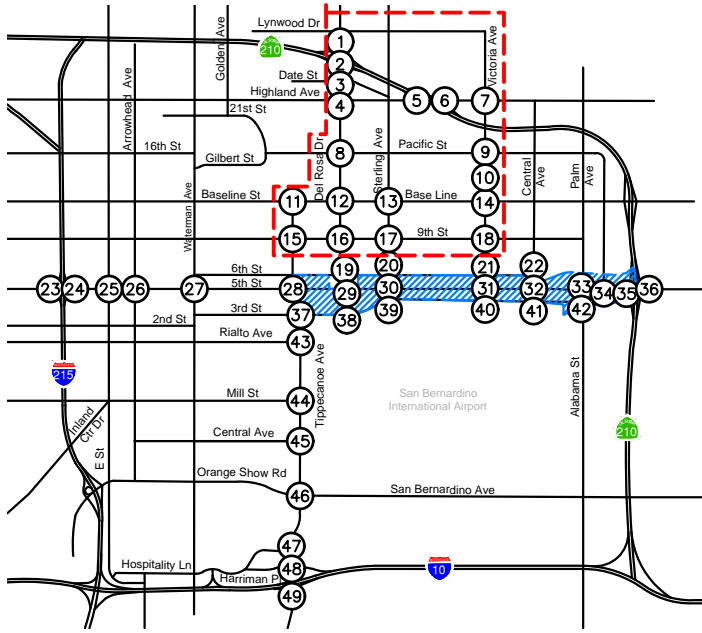 Lynwood Dr
Golden Ave
Victoria Ave
1
210
2
Date St
3
Highland Ave
4
5
6
7
Arrowhead Ave
21st St
16th St
Gilbert St
Del Rosa Dr
8
Sterling Ave
Pacific St
9
10
Central
Ave
Palm
Ave
Waterman Ave
Baseline St
11
12
13
Base Line
14
15
16
17
9th St
18
6th St
19
20
21
22
23
24
25
26
27
5th St
28
29
30
31
32
33
34
35
36
3rd St
37
38
39
40
41
42
2nd St
Rialto Ave
43
Tippecanoe Ave
215
Mill St
44
San Bernardino
International Airport
Alabama St
Inland
Ctr Dr
E St
Central Ave
45
210
Orange Show Rd
46
San Bernardino Ave
47
Hospitality Ln
48
Harriman P
10
49